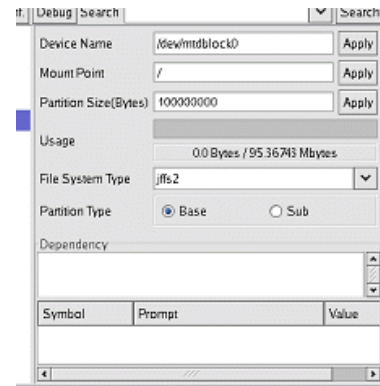 Debug Search Search
Device Name /dev/mtdblock0 Apply
Mount Point / Apply
Partition Size(Bytes) 100000000 Apply
Usage
0.0 Bytes / 95.36743 Mbytes
File System Type jffs2
Partition Type Base Sub
Dependency
Symbol Prompt Value